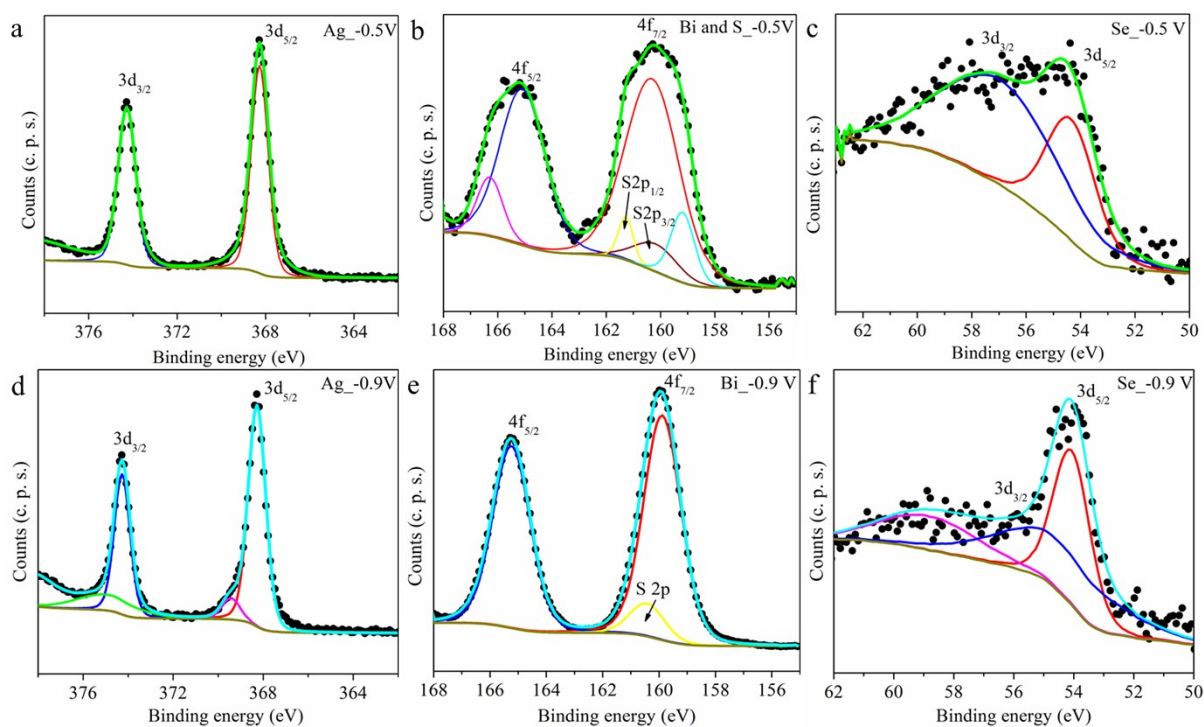 a
Ag_-0.5V
3d3/2
3d5/2
Counts (c. p. s.)
376 372 368 364
Binding energy (eV)
b
Bi and S_-0.5V
4f7/2
4f5/2
S2p1/2
S2p3/2
Counts (c. p. s.)
168 166 164 162 160 158 156
Binding energy (eV)
c
Se_-0.5 V
3d3/2
3d5/2
Counts (c. p. s.)
62 60 58 56 54 52 50
Binding energy (eV)
d
Ag_-0.9V
3d5/2
3d3/2
Counts (c. p. s.)
376 372 368 364
Binding energy (eV)
e
Bi_-0.9 V
4f7/2
4f5/2
S 2p
Counts (c. p. s.)
168 166 164 162 160 158 156
Binding energy (eV)
f
Se_-0.9 V
3d5/2
3d3/2
Counts (c. p. s.)
62 60 58 56 54 52 50
Binding energy (eV)